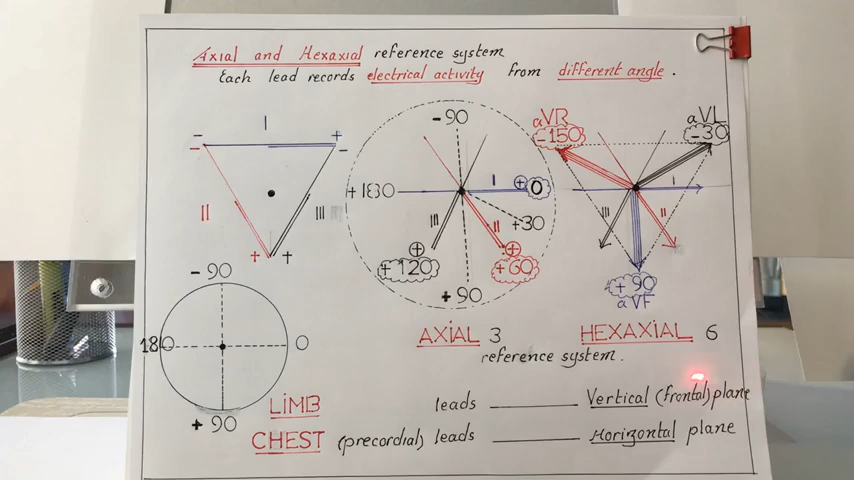 Axial and Hexaxial reference system
Each lead records electrical activity from different angle.
- I +
- -
II III
+ +
- 90
+ 180 I + 0
+30
III II
+ +
+ 120 + 60
+ 90
aVR aVL
- 150 - 30
I
III II
+ 90
aVF
- 90
180 0
+ 90
AXIAL 3 HEXAXIAL 6
reference system.
LIMB leads Vertical (frontal) plane
CHEST (precordial) leads Horizontal plane